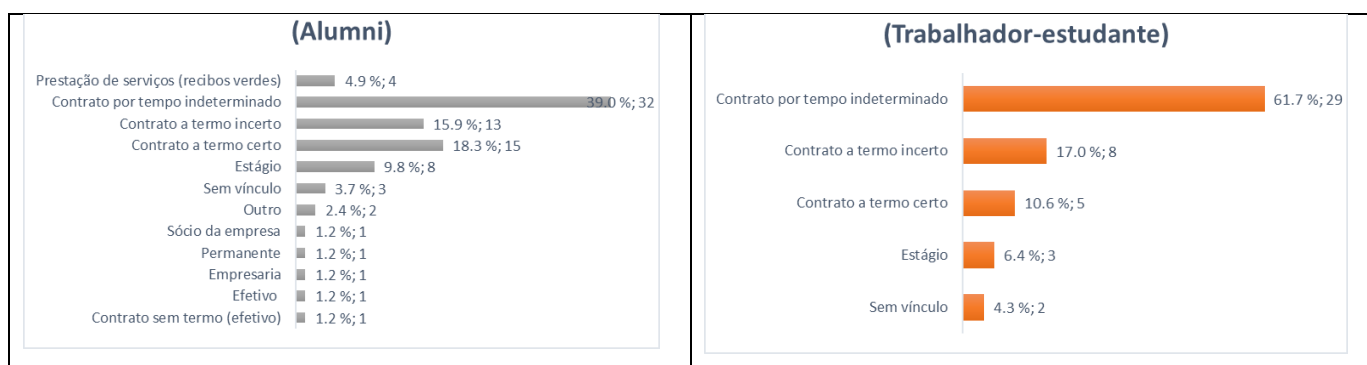 (Alumni)
Prestação de serviços (recibos verdes) 4.9 %; 4
Contrato por tempo indeterminado 39.0 %; 32
Contrato a termo incerto 15.9 %; 13
Contrato a termo certo 18.3 %; 15
Estágio 9.8 %; 8
Sem vínculo 3.7 %; 3
Outro 2.4 %; 2
Sócio da empresa 1.2 %; 1
Permanente 1.2 %; 1
Empresaria 1.2 %; 1
Efetivo 1.2 %; 1
Contrato sem termo (efetivo) 1.2 %; 1
(Trabalhador-estudante)
Contrato por tempo indeterminado 61.7 %; 29
Contrato a termo incerto 17.0 %; 8
Contrato a termo certo 10.6 %; 5
Estágio 6.4 %; 3
Sem vínculo 4.3 %; 2